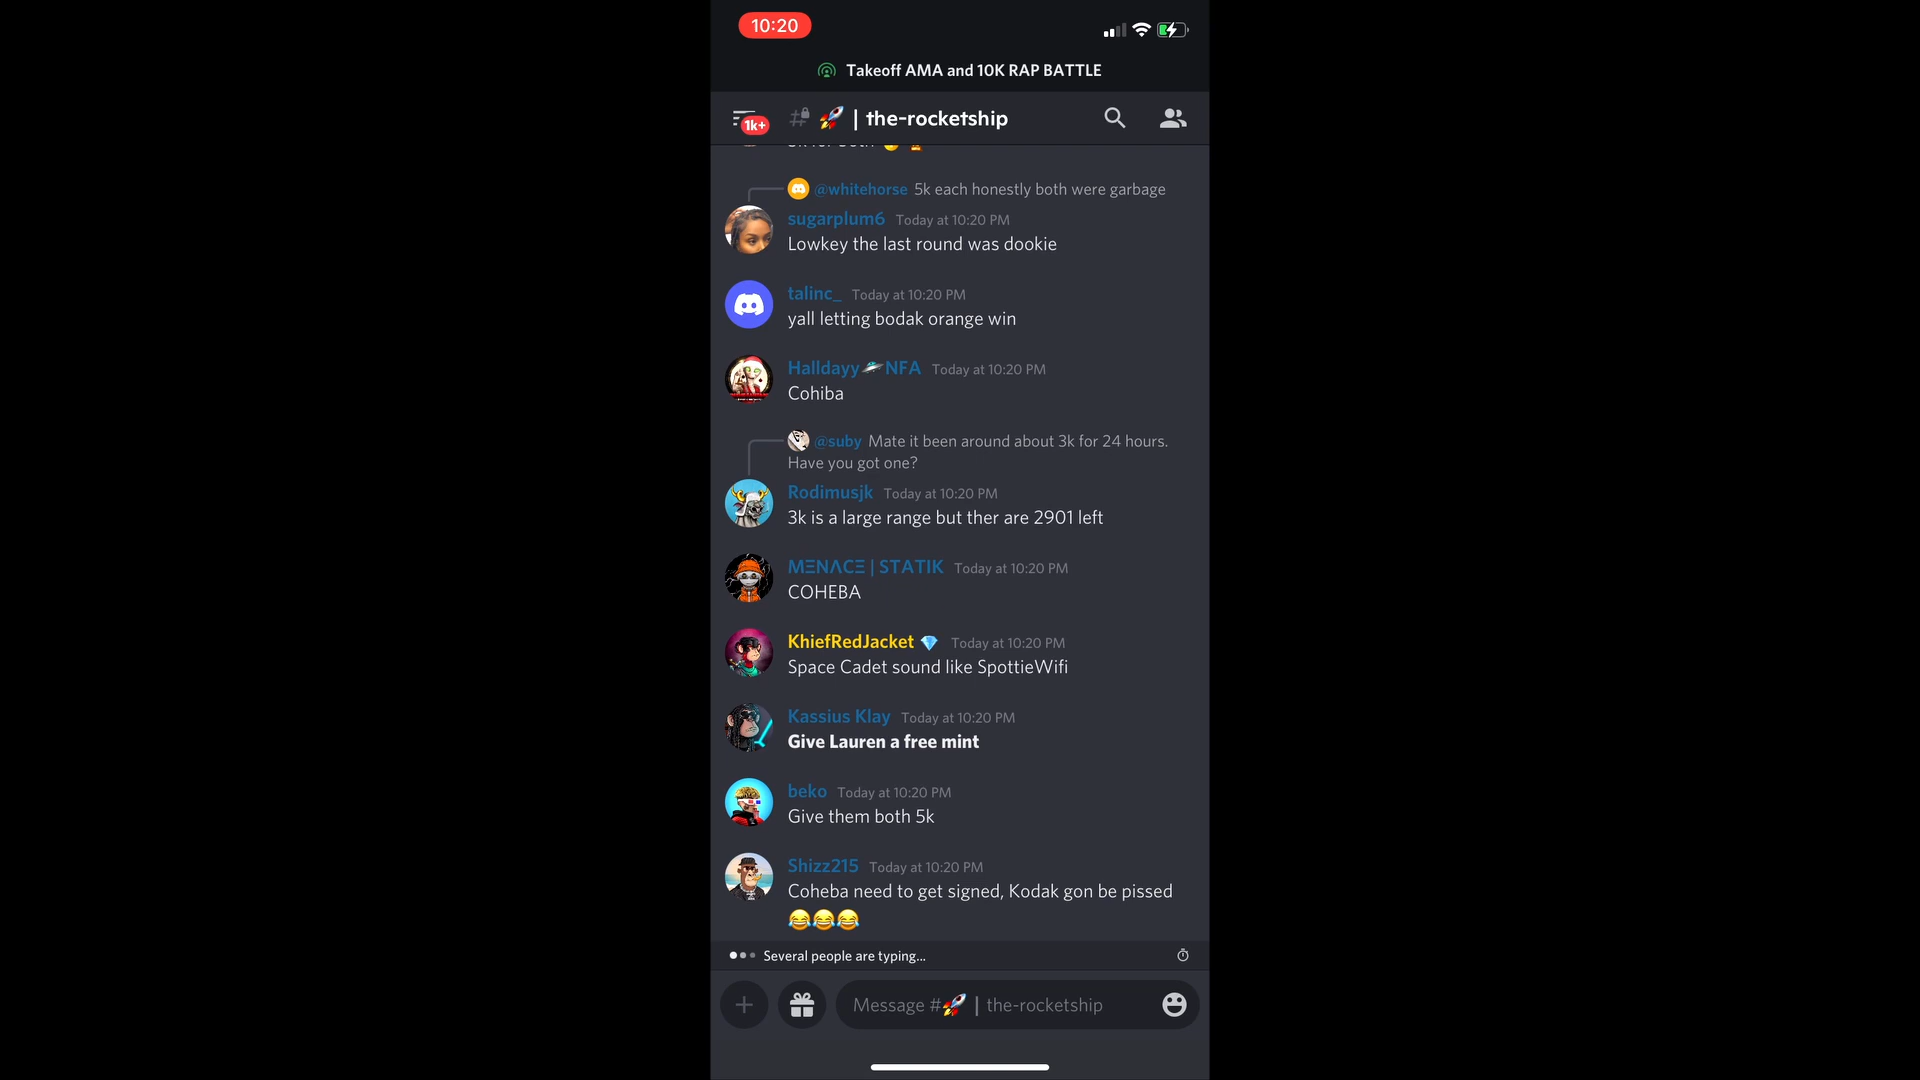 10:20
Takeoff AMA and 10K RAP BATTLE
1k+
# 🚀 | the-rocketship
@whitehorse 5k each honestly both were garbage
sugarplum6 Today at 10:20 PM
Lowkey the last round was dookie
talinc_ Today at 10:20 PM
yall letting bodak orange win
Halldayy🛸NFA Today at 10:20 PM
Cohiba
@suby Mate it been around about 3k for 24 hours.
Have you got one?
Rodimusjk Today at 10:20 PM
3k is a large range but ther are 2901 left
MΞNΛCΞ | STATIK Today at 10:20 PM
COHEBA
KhiefRedJacket 💎 Today at 10:20 PM
Space Cadet sound like SpottieWifi
Kassius Klay Today at 10:20 PM
Give Lauren a free mint
beko Today at 10:20 PM
Give them both 5k
Shizz215 Today at 10:20 PM
Coheba need to get signed, Kodak gon be pissed
😂😂😂
Several people are typing...
Message #🚀 | the-rocketship